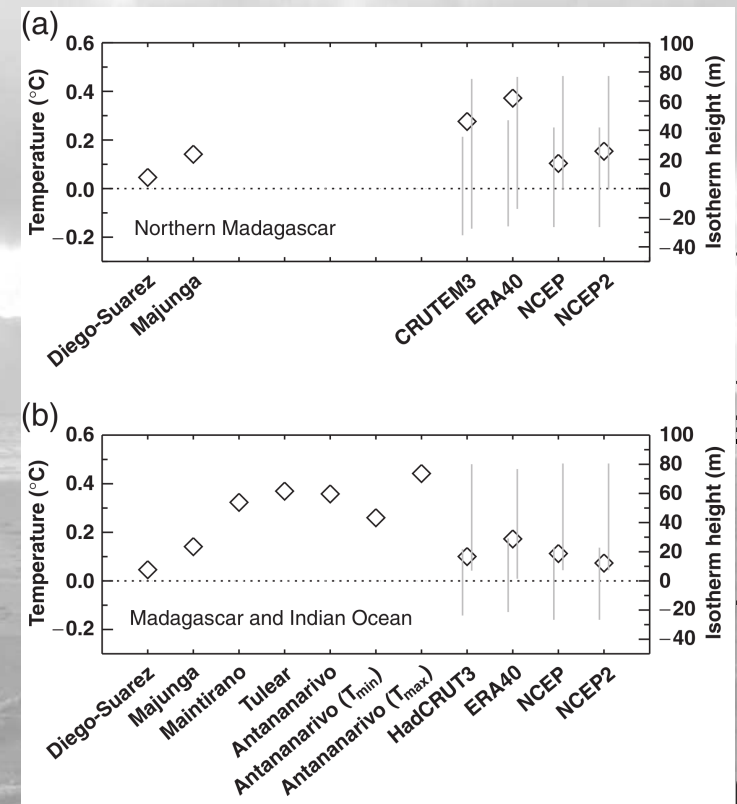 (a)
0.6
0.4
0.2
0.0
−0.2
Temperature (°C)
100
80
60
40
20
0
−20
−40
Isotherm height (m)
Northern Madagascar
Diego-Suarez
Majunga
CRUTEM3
ERA40
NCEP
NCEP2
(b)
0.6
0.4
0.2
0.0
−0.2
Temperature (°C)
100
80
60
40
20
0
−20
−40
Isotherm height (m)
Madagascar and Indian Ocean
Diego-Suarez
Majunga
Maintirano
Tulear
Antananarivo
Antananarivo (Tmin)
Antananarivo (Tmax)
HadCRUT3
ERA40
NCEP
NCEP2